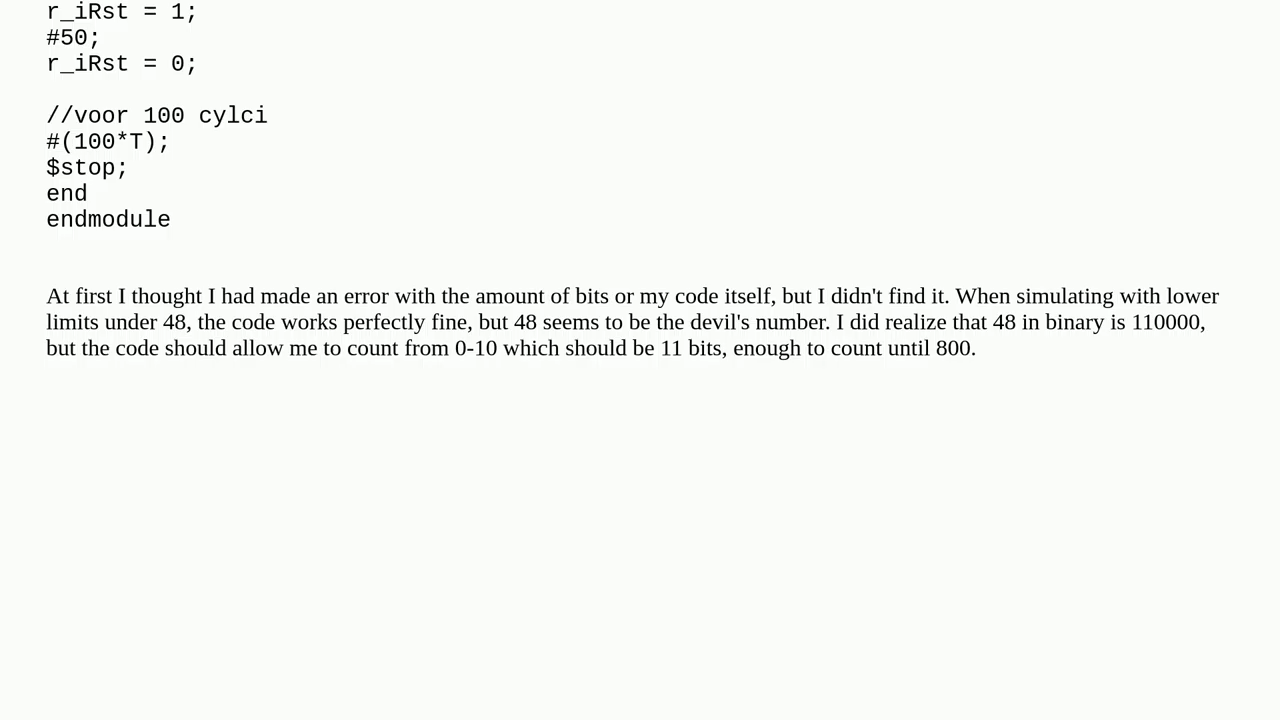 r_iRst = 1;
#50;
r_iRst = 0;
//voor 100 cylci
#(100*T);
$stop;
end
endmodule
At first I thought I had made an error with the amount of bits or my code itself, but I didn't find it. When simulating with lower
limits under 48, the code works perfectly fine, but 48 seems to be the devil's number. I did realize that 48 in binary is 110000,
but the code should allow me to count from 0-10 which should be 11 bits, enough to count until 800.